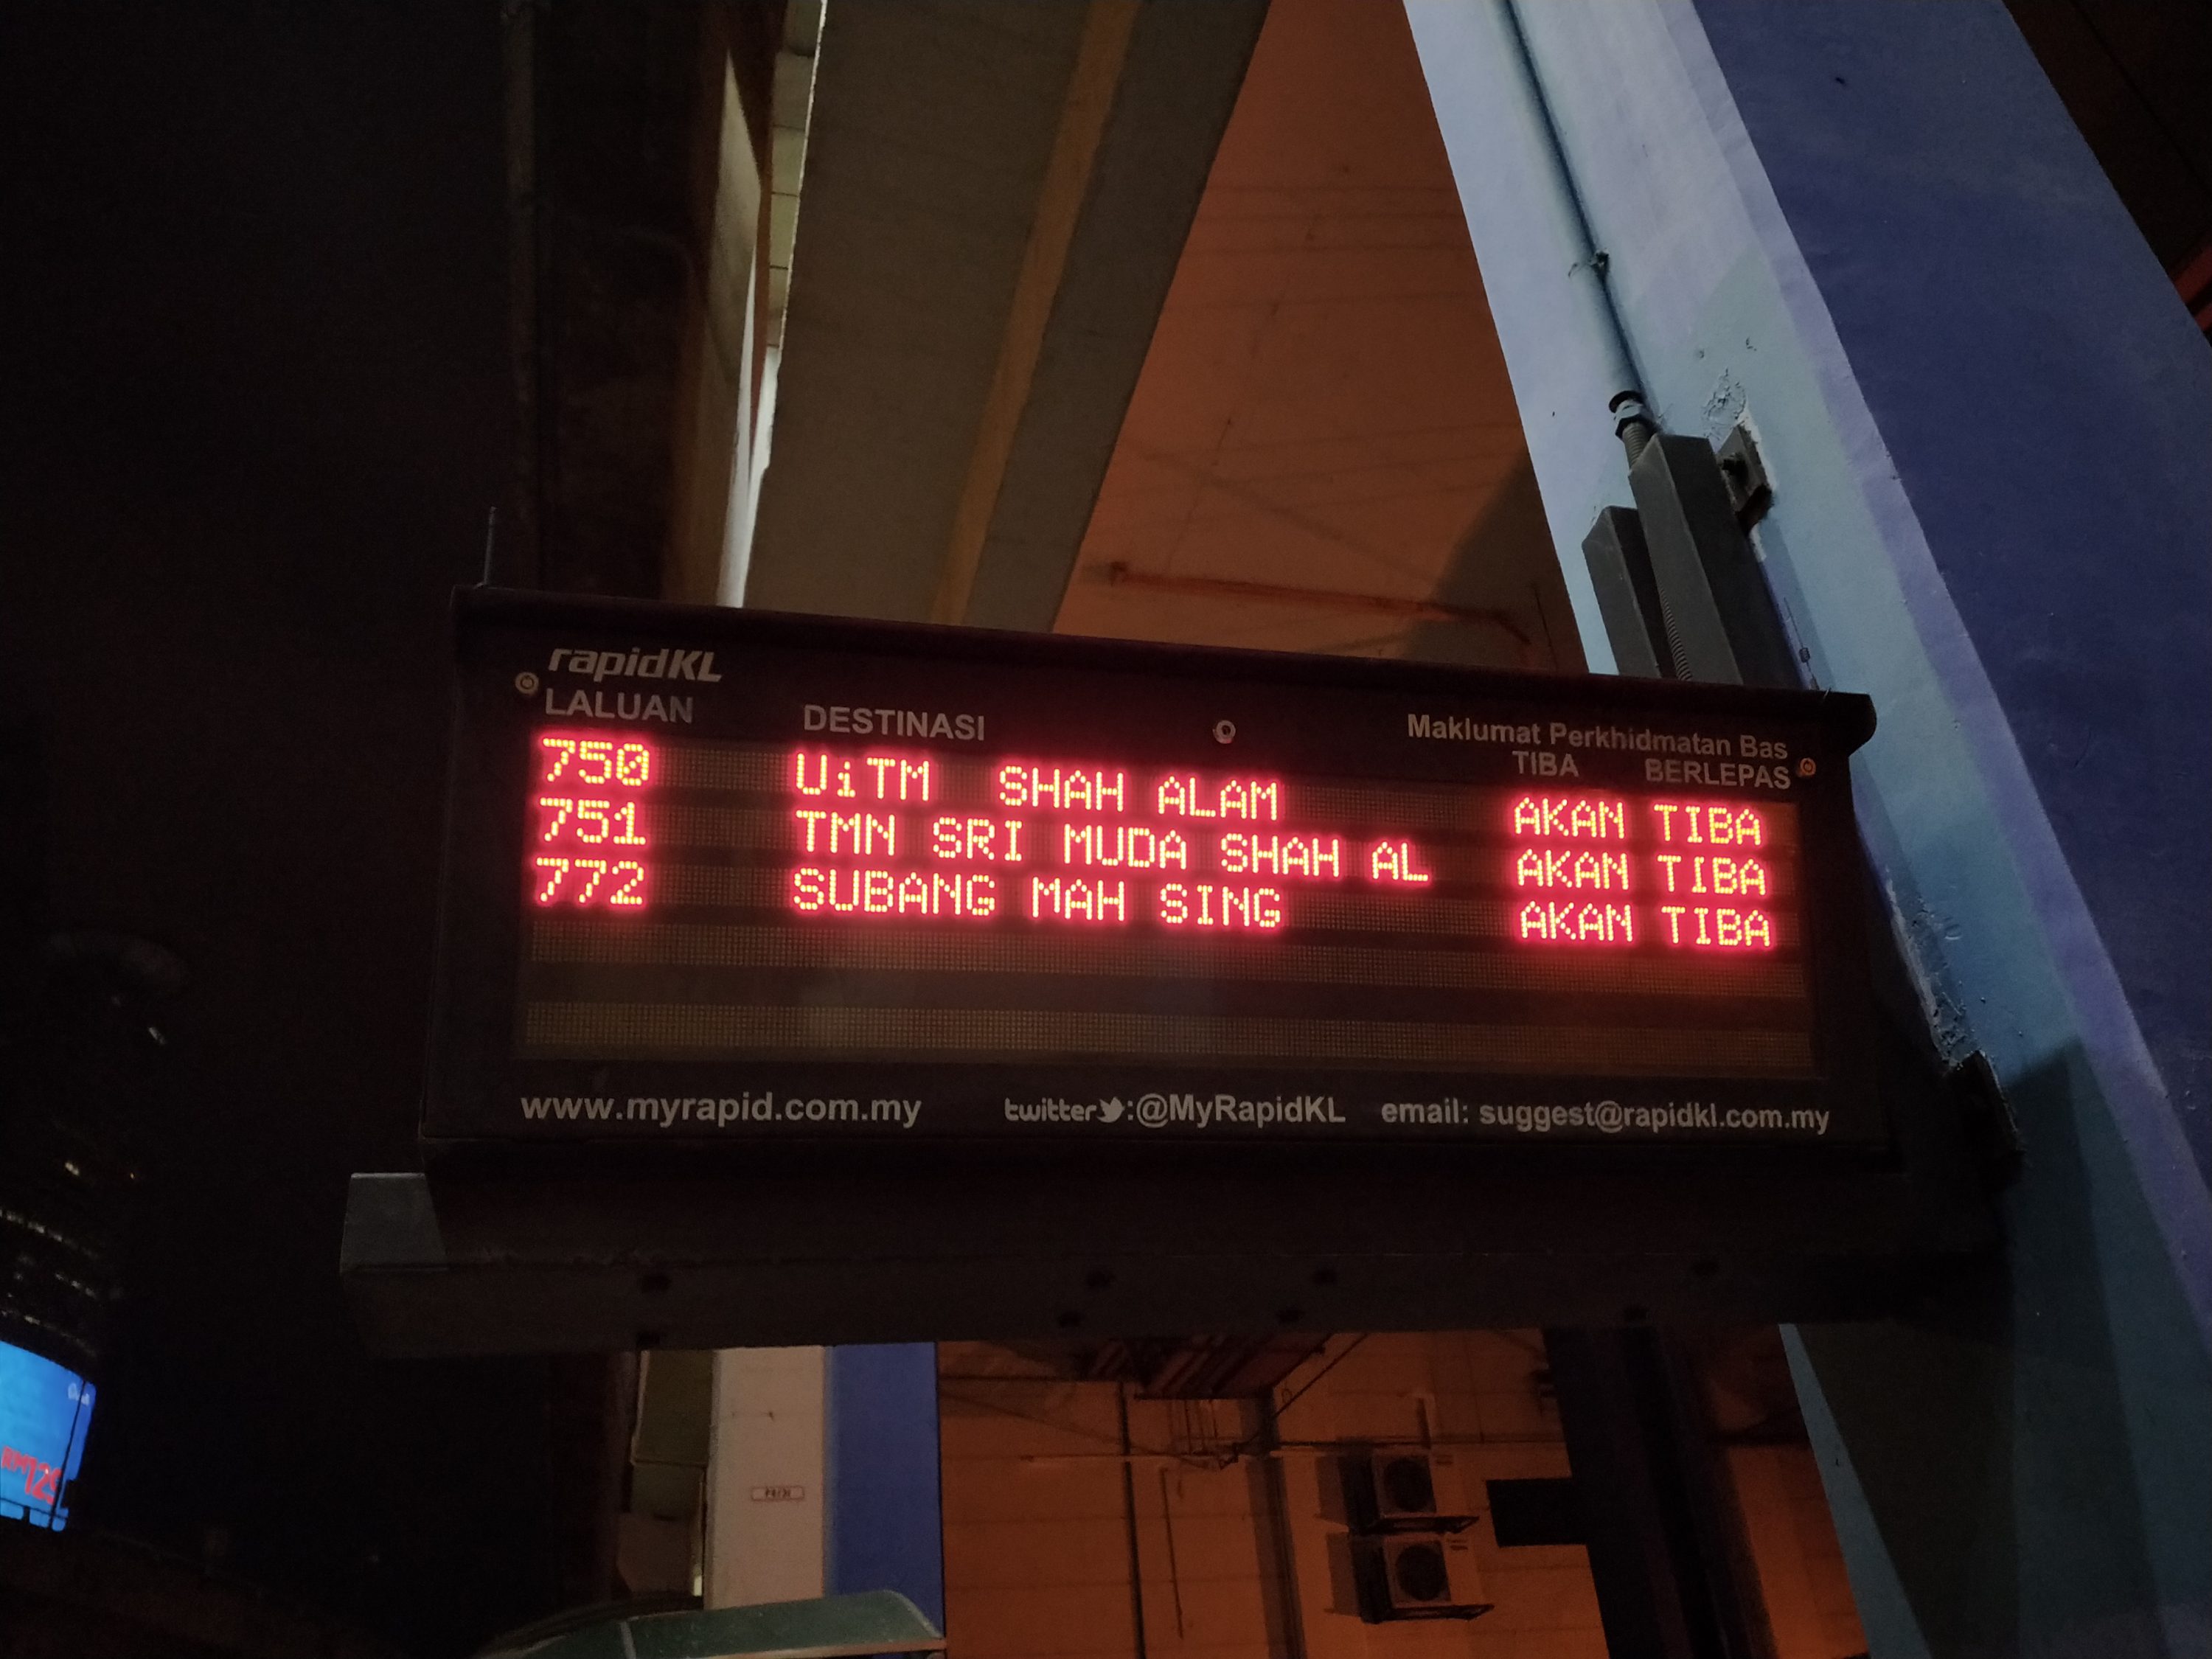 rapidKL
LALUAN DESTINASI Maklumat Perkhidmatan Bas
TIBA BERLEPAS
750 UiTM SHAH ALAM AKAN TIBA
751 TMN SRI MUDA SHAH AL AKAN TIBA
772 SUBANG MAH SING AKAN TIBA
www.myrapid.com.my twitter:@MyRapidKL email: suggest@rapidkl.com.my